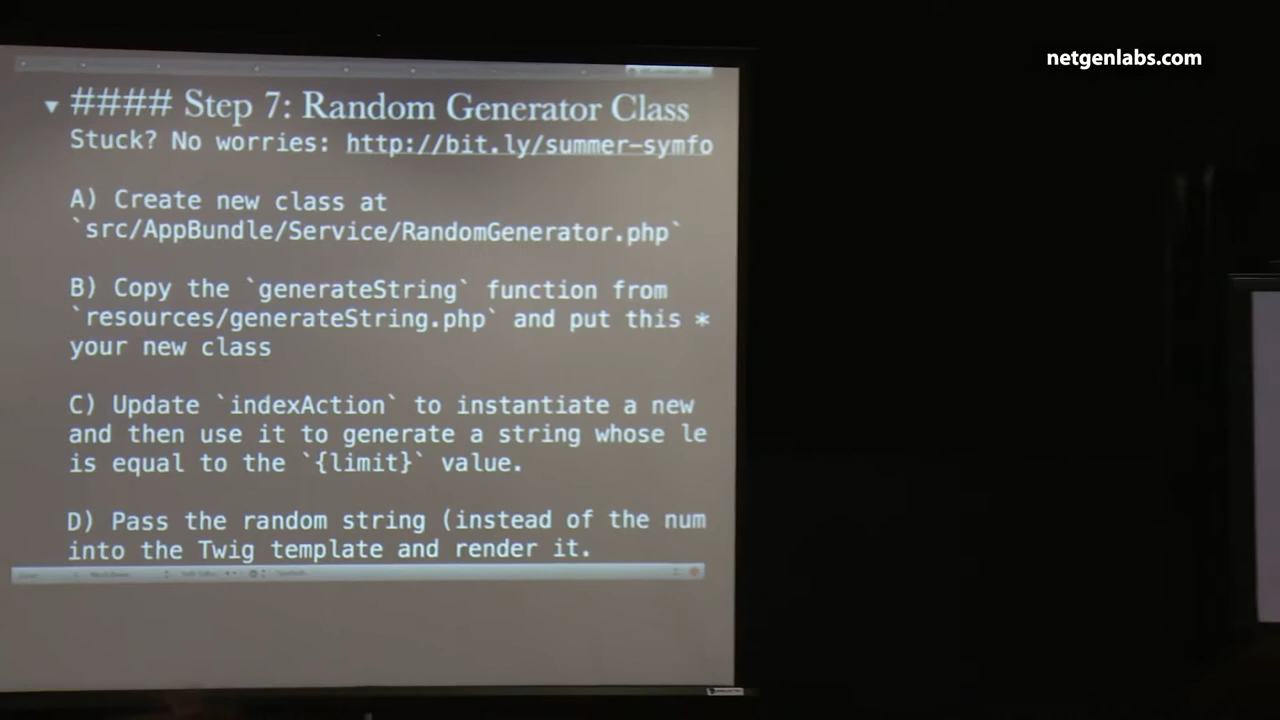 netgenlabs.com
▼ #### Step 7: Random Generator Class
Stuck? No worries: http://bit.ly/summer-symfo
A) Create new class at
`src/AppBundle/Service/RandomGenerator.php`
B) Copy the `generateString` function from
`resources/generateString.php` and put this *
your new class
C) Update `indexAction` to instantiate a new
and then use it to generate a string whose le
is equal to the `{limit}` value.
D) Pass the random string (instead of the num
into the Twig template and render it.